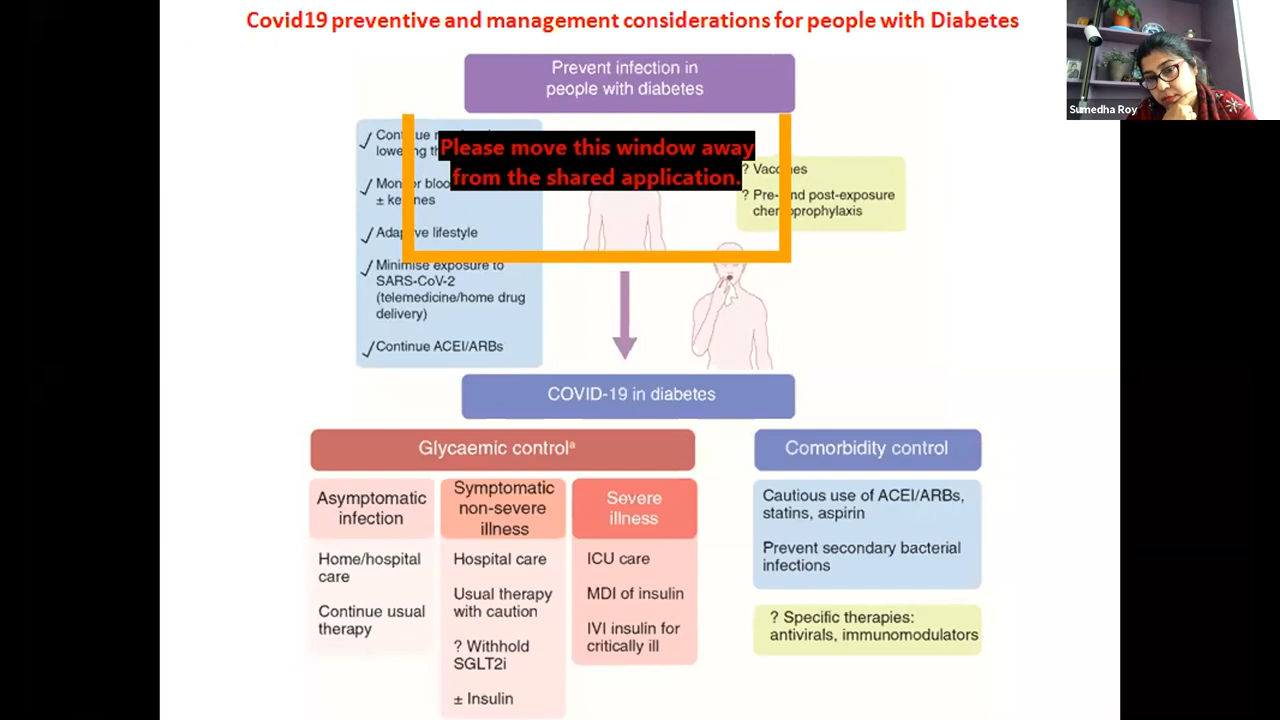 Covid19 preventive and management considerations for people with Diabetes
Sumedha Roy
Prevent infection in
people with diabetes
Please move this window away
from the shared application.
Continue
lowering
Monitor
± ketones
Adaptive lifestyle
Minimise exposure to
SARS-CoV-2
(telemedicine/home drug
delivery)
Continue ACEI/ARBs
? Vaccines
? Pre- and post-exposure
chemoprophylaxis
COVID-19 in diabetes
Glycaemic controlª
Asymptomatic
infection
Home/hospital
care
Continue usual
therapy
Symptomatic
non-severe
illness
Hospital care
Usual therapy
with caution
? Withhold
SGLT2i
± Insulin
Severe
illness
ICU care
MDI of insulin
IVI insulin for
critically ill
Comorbidity control
Cautious use of ACEI/ARBs,
statins, aspirin
Prevent secondary bacterial
infections
? Specific therapies:
antivirals, immunomodulators